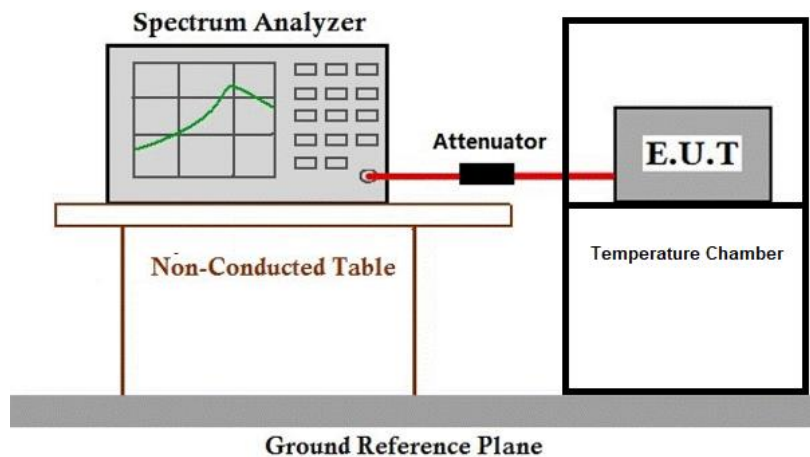 Spectrum Analyzer
Attenuator
E.U.T
Non-Conducted Table
Temperature Chamber
Ground Reference Plane